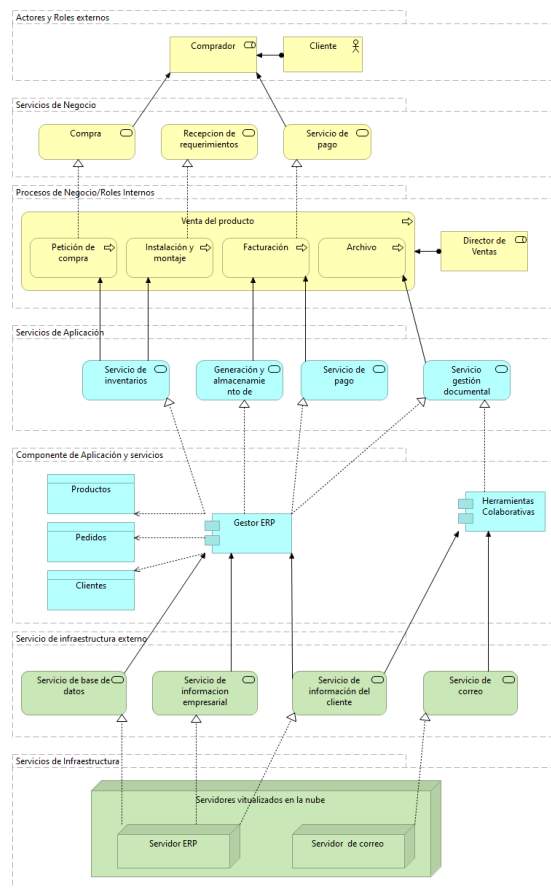 Actores y Roles externos
Comprador
Cliente
Servicios de Negocio
Compra
Recepcion de
requerimientos
Servicio de
pago
Procesos de Negocio/Roles Internos
Venta del producto
Petición de
compra
Instalación y
montaje
Facturación
Archivo
Director de
Ventas
Servicios de Aplicación
Servicio de
inventarios
Generación y
almacenamie
nto de
Servicio de
pago
Servicio
gestión
documental
Componente de Aplicación y servicios
Productos
Pedidos
Clientes
Gestor ERP
Herramientas
Colaborativas
Servicio de infraestructura externo
Servicio de base de
datos
Servicio de
informacion
empresarial
Servicio de
información del
cliente
Servicio de
correo
Servicios de Infraestructura
Servidores vitualizados en la nube
Servidor ERP
Servidor de correo